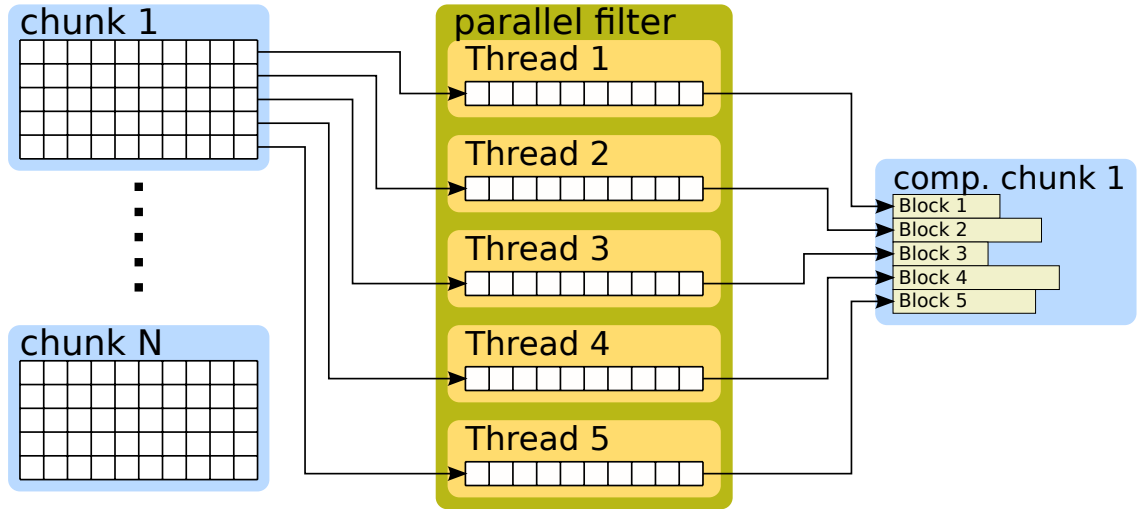 chunk 1
chunk N
parallel filter
Thread 1
Thread 2
Thread 3
Thread 4
Thread 5
comp. chunk 1
Block 1
Block 2
Block 3
Block 4
Block 5